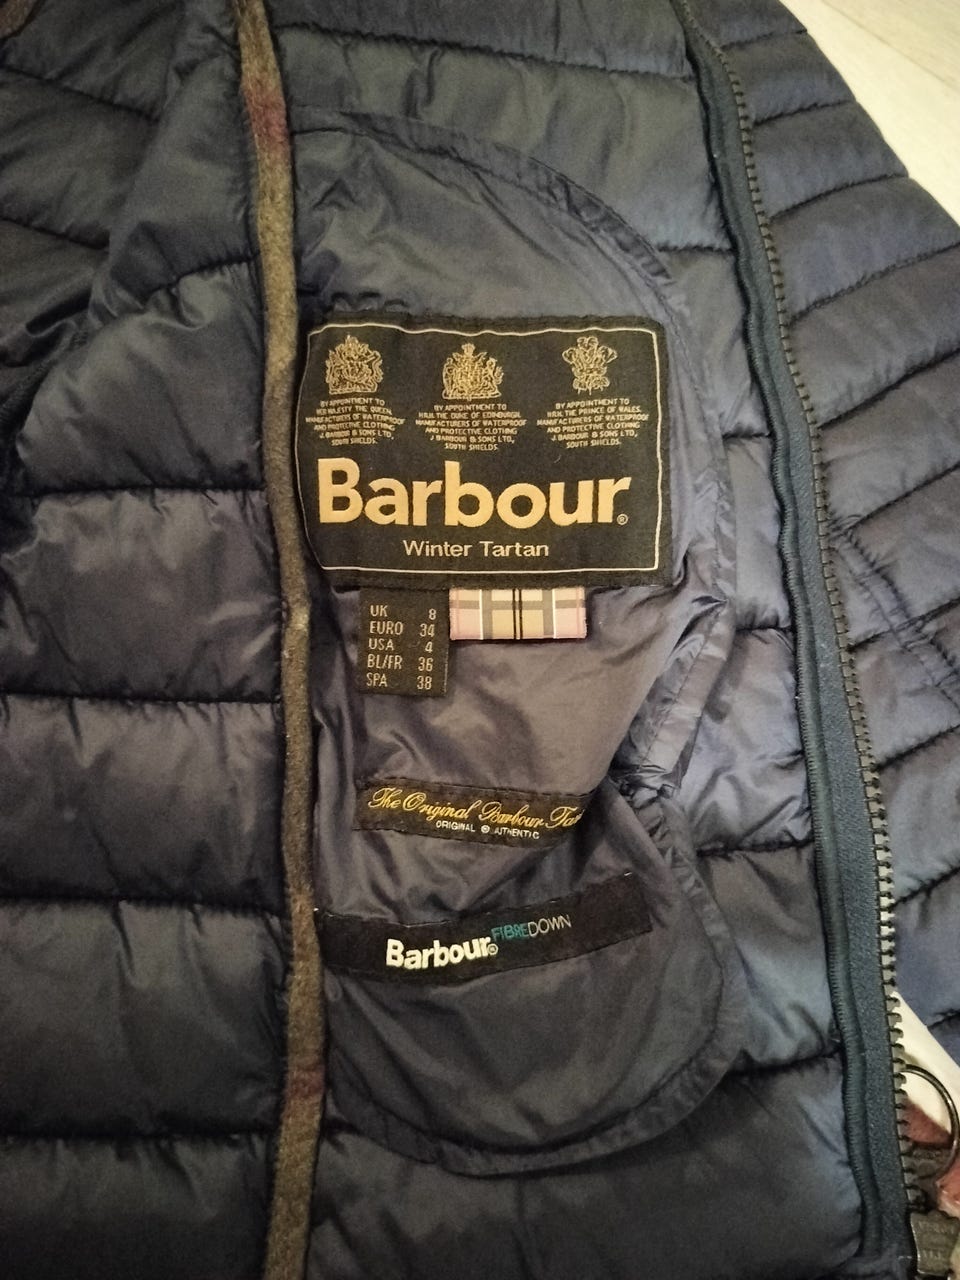 BY APPOINTMENT TO
HER MAJESTY THE QUEEN,
MANUFACTURERS OF WATERPROOF
AND PROTECTIVE CLOTHING
J. BARBOUR & SONS LTD,
SOUTH SHIELDS.
BY APPOINTMENT TO
H.R.H. THE DUKE OF EDINBURGH,
MANUFACTURERS OF WATERPROOF
AND PROTECTIVE CLOTHING
J. BARBOUR & SONS LTD,
SOUTH SHIELDS.
BY APPOINTMENT TO
H.R.H. THE PRINCE OF WALES,
MANUFACTURERS OF WATERPROOF
AND PROTECTIVE CLOTHING
J. BARBOUR & SONS LTD,
SOUTH SHIELDS.
Barbour®
Winter Tartan
UK 8
EURO 34
USA 4
BL/FR 36
SPA 38
The Original Barbour Tar
ORIGINAL @ AUTHENTIC
Barbour® FIBREDOWN